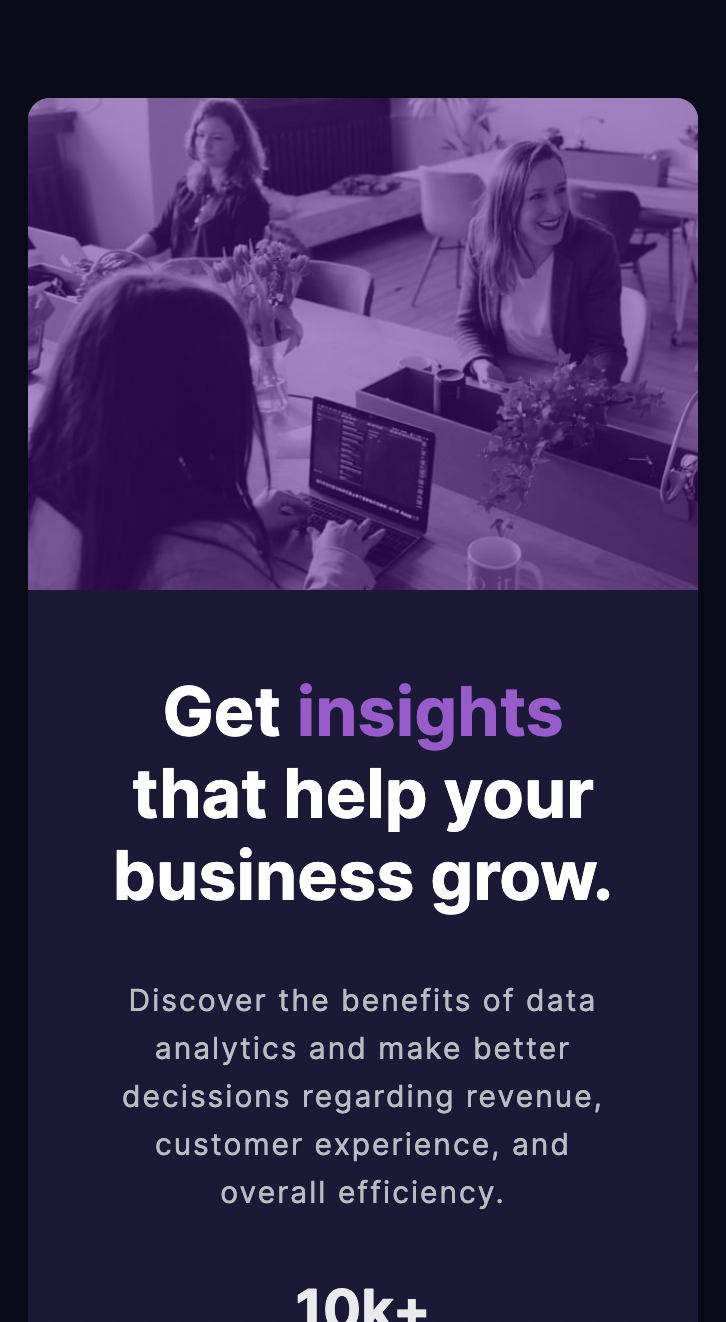 Get insights
that help your
business grow.
Discover the benefits of data
analytics and make better
decissions regarding revenue,
customer experience, and
overall efficiency.
10k+